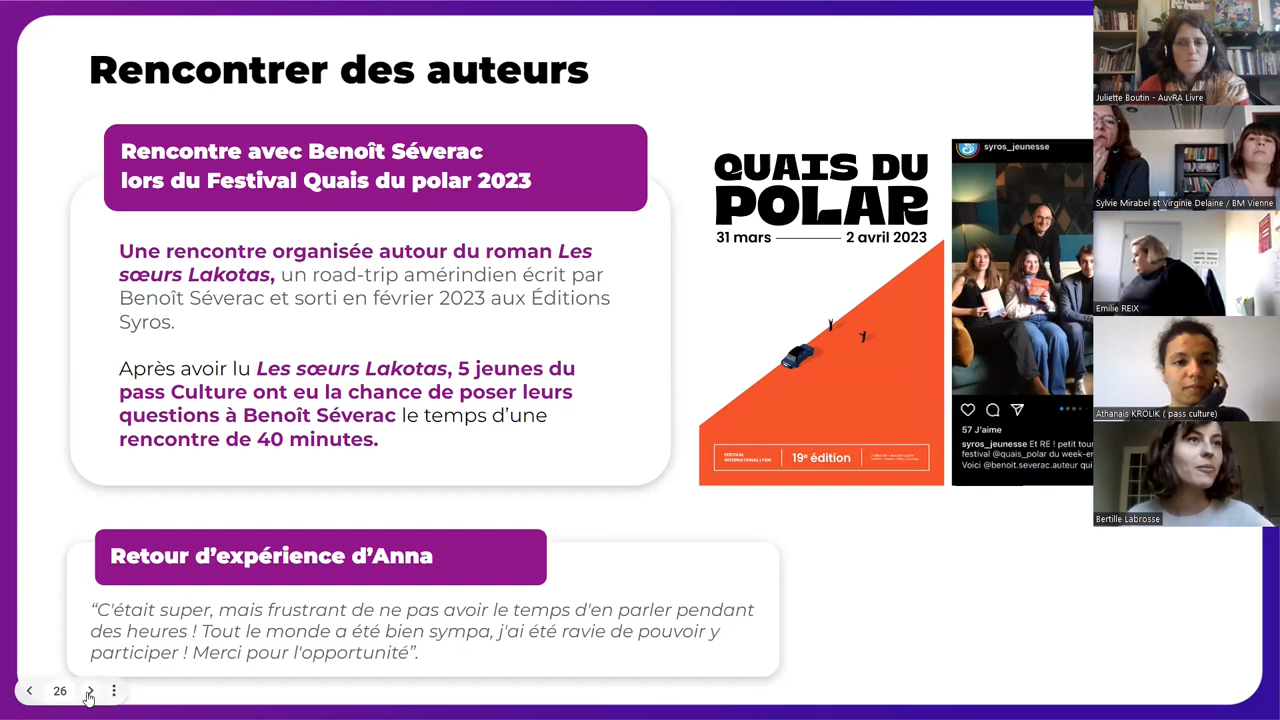 Rencontrer des auteurs
Rencontre avec Benoît Séverac
lors du Festival Quais du polar 2023
Une rencontre organisée autour du roman Les
sœurs Lakotas, un road-trip amérindien écrit par
Benoît Séverac et sorti en février 2023 aux Éditions
Syros.
Après avoir lu Les sœurs Lakotas, 5 jeunes du
pass Culture ont eu la chance de poser leurs
questions à Benoît Séverac le temps d’une
rencontre de 40 minutes.
Retour d’expérience d’Anna
“C'était super, mais frustrant de ne pas avoir le temps d'en parler pendant
des heures ! Tout le monde a été bien sympa, j'ai été ravie de pouvoir y
participer ! Merci pour l'opportunité”.
26
QUAIS DU
POLAR
31 mars 2 avril 2023
FESTIVAL
INTERNATIONAL LYON
19e édition
syros_jeunesse
57 J’aime
syros_jeunesse Et RE ! petit tour
festival @quais_polar du week-en
Voici @benoit.severac.auteur qui
Juliette Boutin - AuvRA Livre
Sylvie Mirabel et Virginie Delaine / BM Vienne
Emilie REIX
Athanaïs KROLIK ( pass culture)
Bertille Labrosse